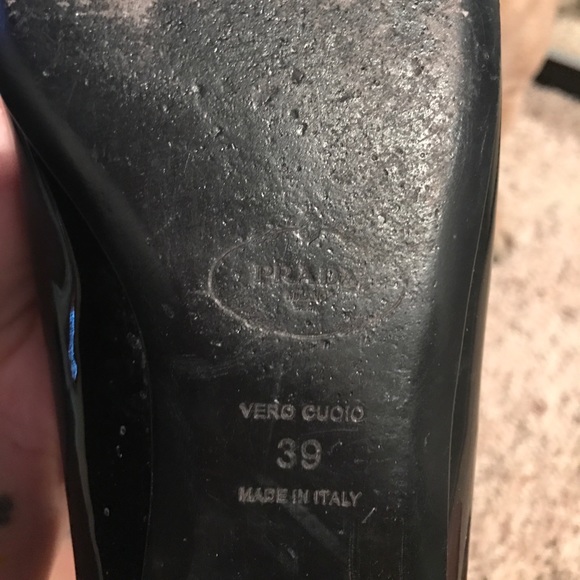 PRADA
VERO CUOIO
39
MADE IN ITALY